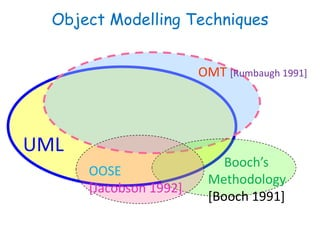 Object Modelling Techniques
OMT [Rumbaugh 1991]
UML
OOSE
[Jacobson 1992]
Booch’s
Methodology
[Booch 1991]